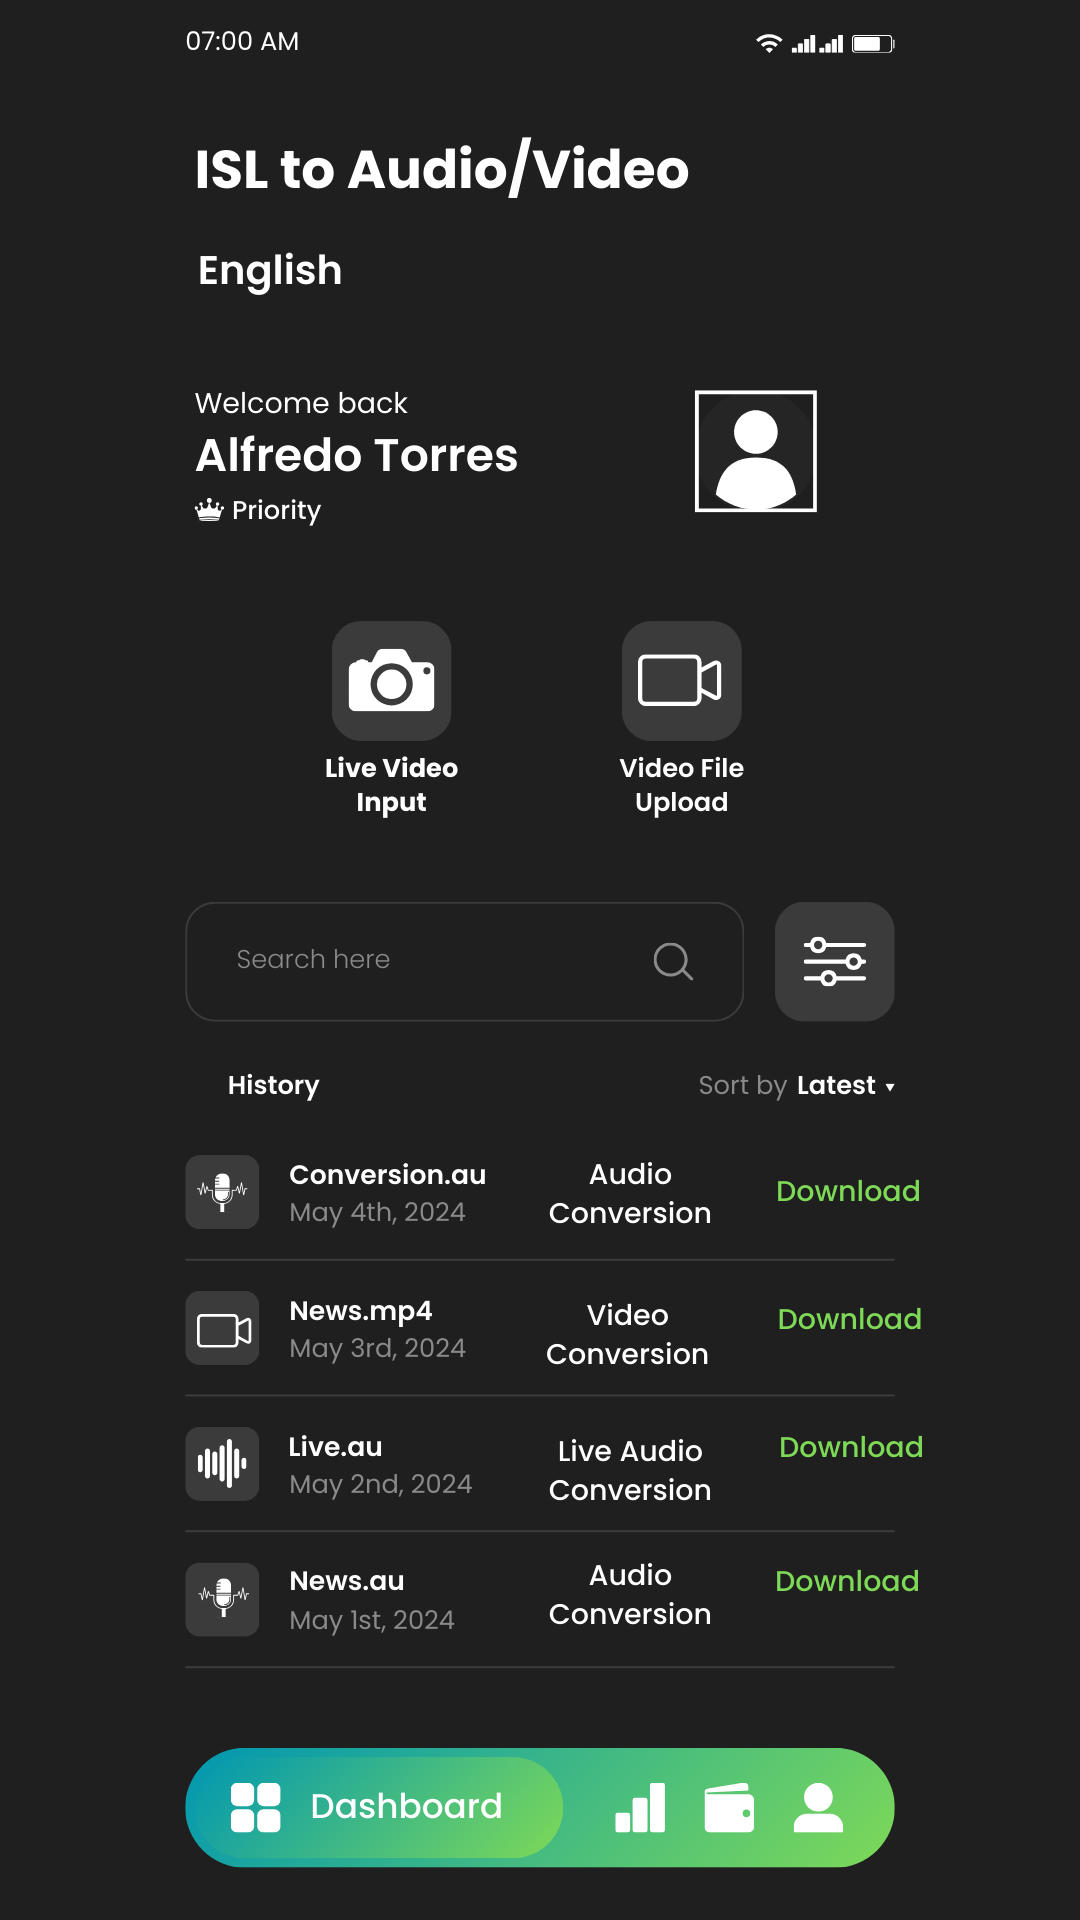 07:00 AM
ISL to Audio/Video
English
Welcome back
Alfredo Torres
Priority
Live Video
Input
Video File
Upload
Search here
History
Sort by Latest
Conversion.au
May 4th, 2024
Audio
Conversion
Download
News.mp4
May 3rd, 2024
Video
Conversion
Download
Live.au
May 2nd, 2024
Live Audio
Conversion
Download
News.au
May 1st, 2024
Audio
Conversion
Download
Dashboard